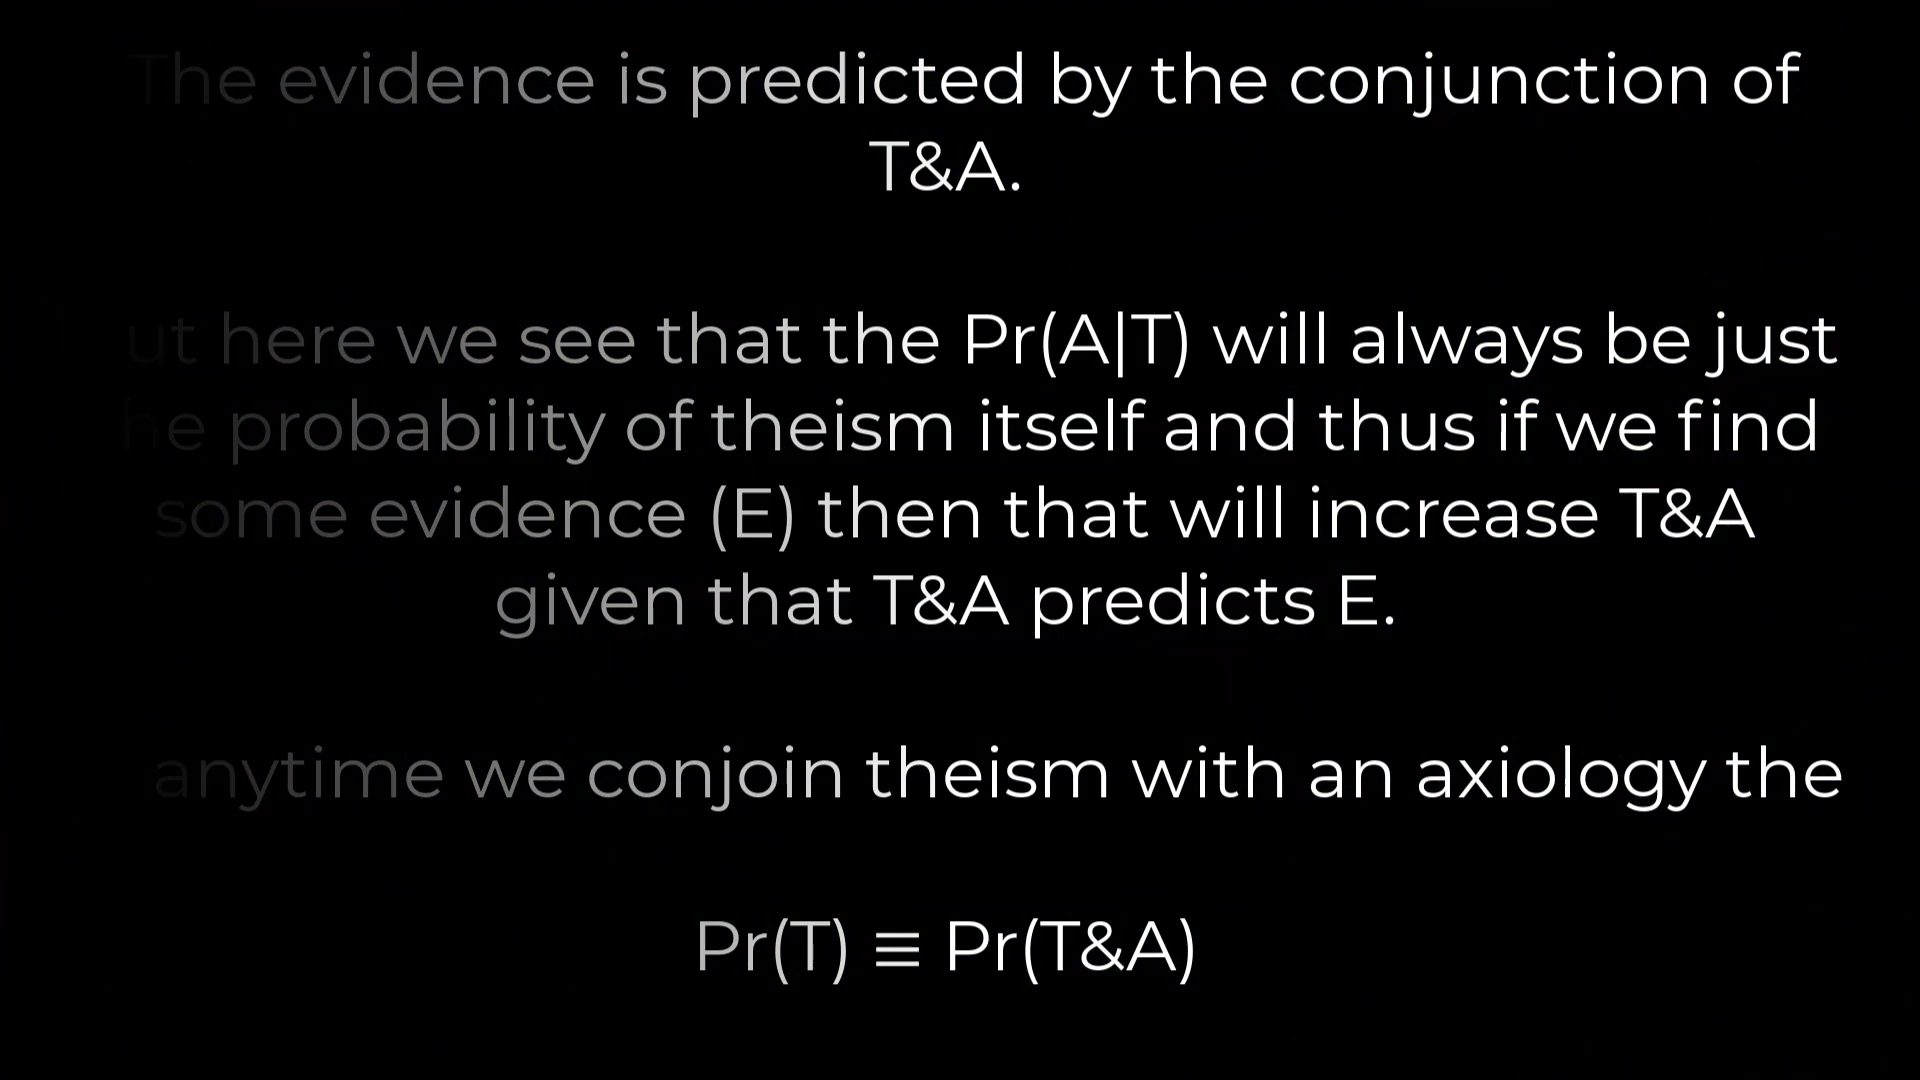 The evidence is predicted by the conjunction of
T&A.
ut here we see that the Pr(A|T) will always be just
he probability of theism itself and thus if we find
some evidence (E) then that will increase T&A
given that T&A predicts E.
anytime we conjoin theism with an axiology the
Pr(T) ≡ Pr(T&A)